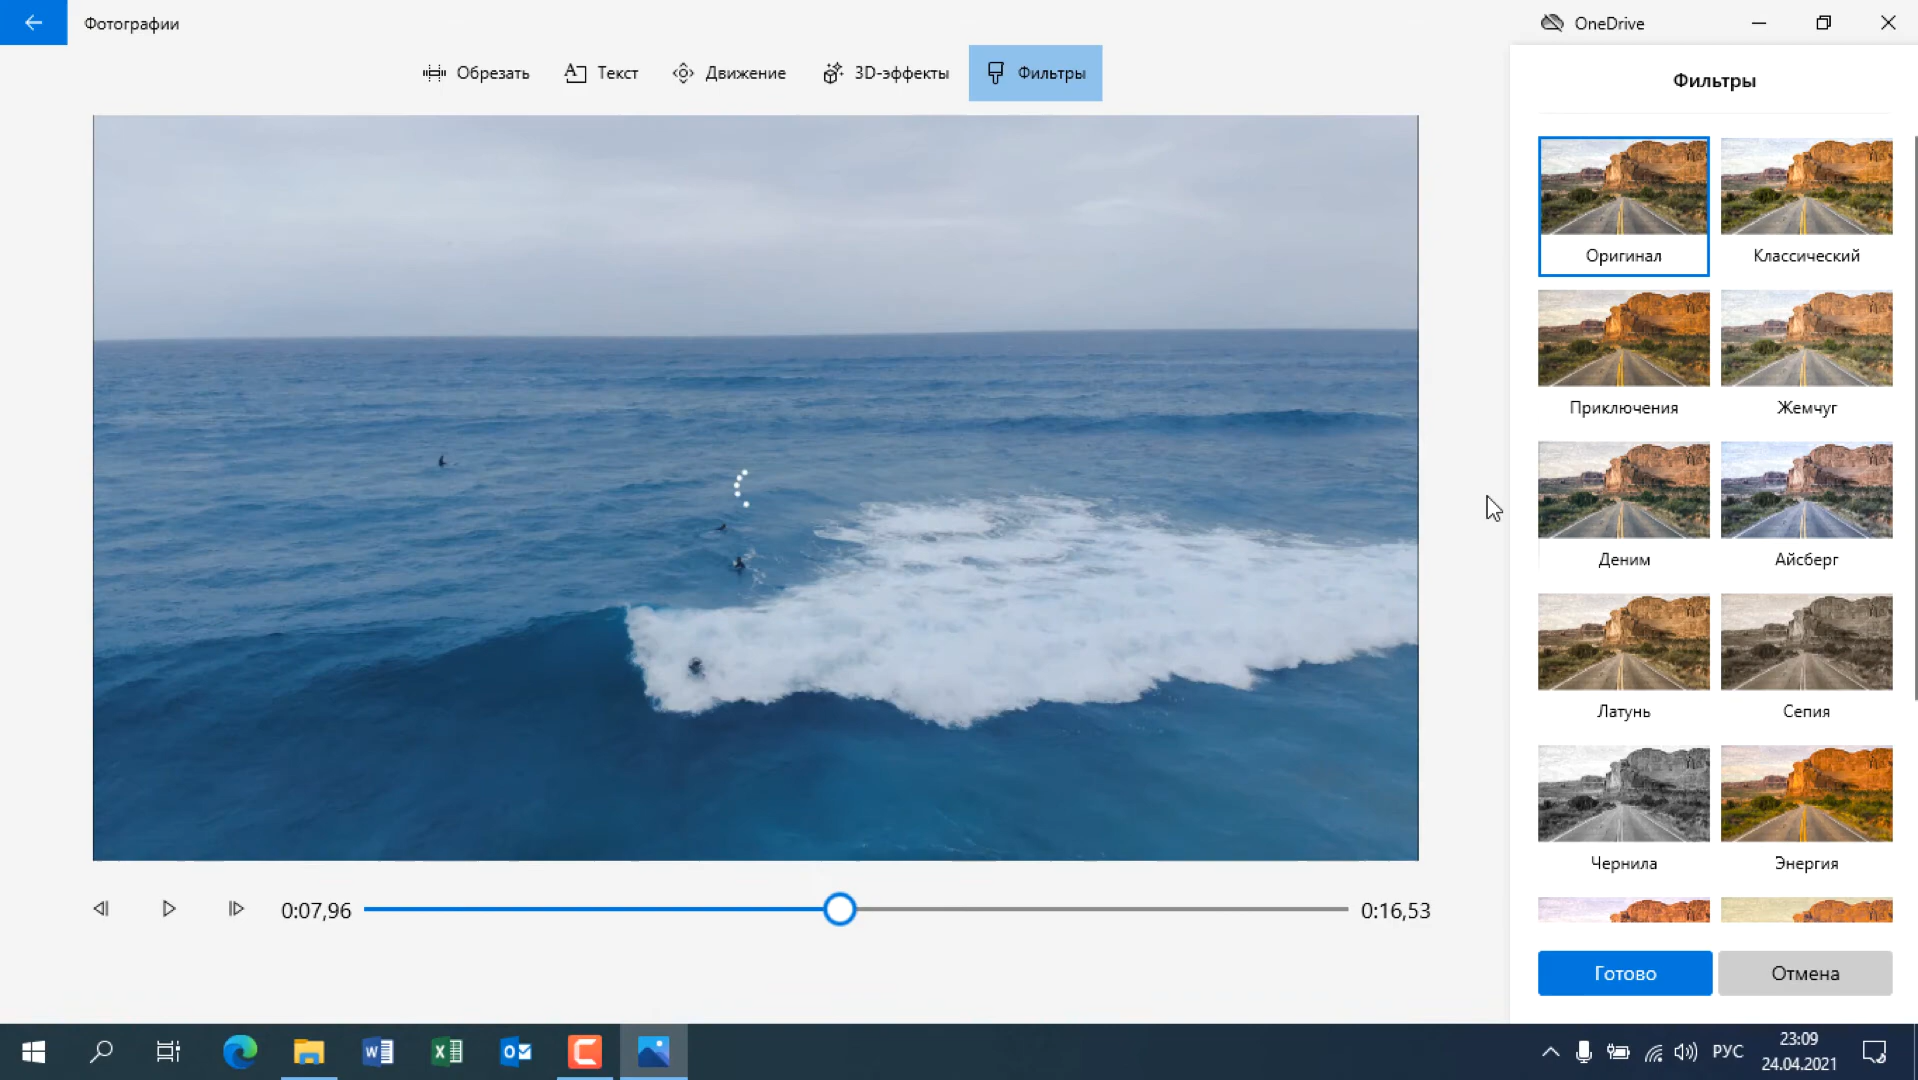 Фотографии
OneDrive
Обрезать
Текст
Движение
3D-эффекты
Фильтры
Фильтры
Оригинал
Классический
Приключения
Жемчуг
Деним
Айсберг
Латунь
Сепия
Чернила
Энергия
0:07,96
0:16,53
Готово
Отмена
РУС
23:09
24.04.2021